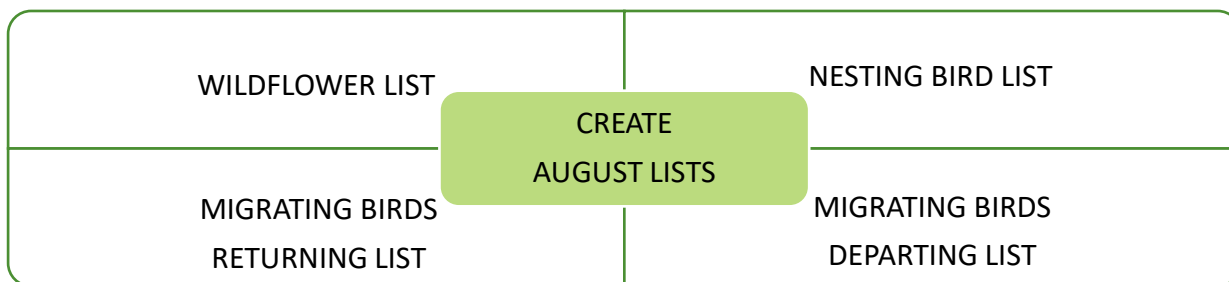 WILDFLOWER LIST
NESTING BIRD LIST
CREATE
AUGUST LISTS
MIGRATING BIRDS
RETURNING LIST
MIGRATING BIRDS
DEPARTING LIST